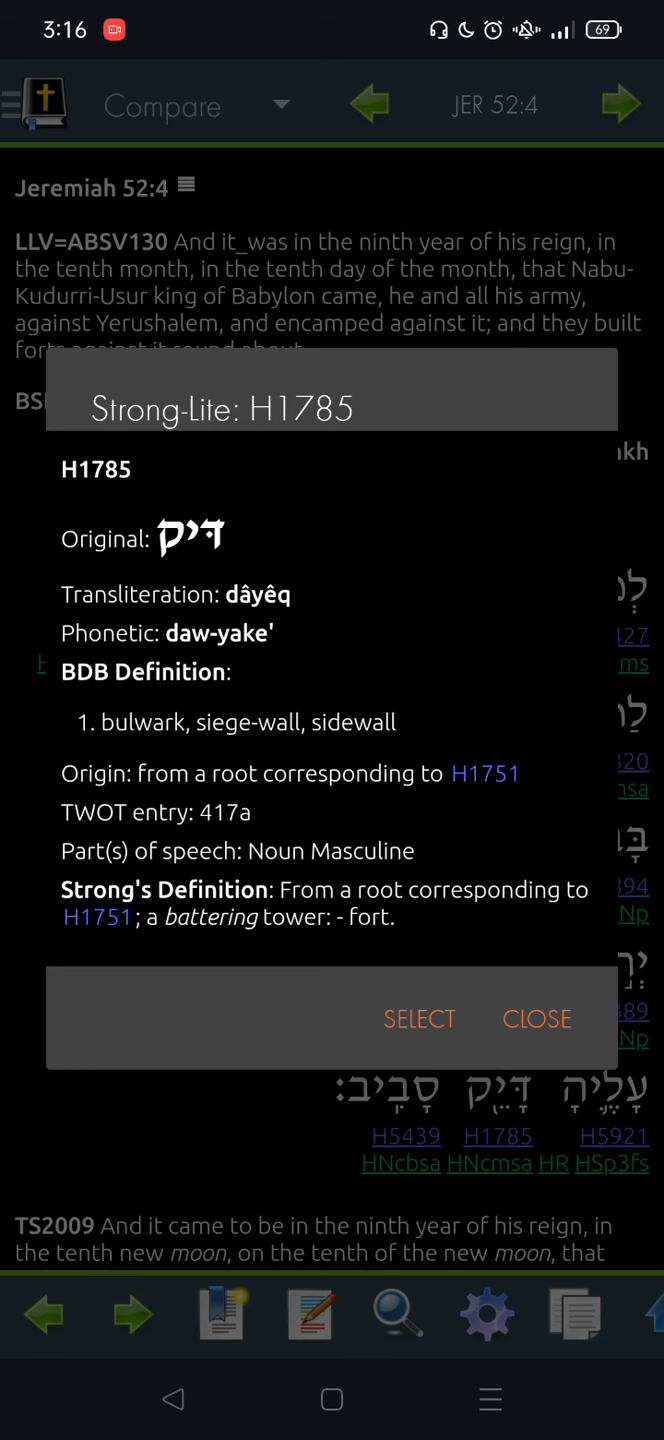 3:16
69
Compare
JER 52:4
Jeremiah 52:4
LLV=ABSV130 And it_was in the ninth year of his reign, in
the tenth month, in the tenth day of the month, that Nabu-
Kudurri-Usur king of Babylon came, he and all his army,
against Yerushalem, and encamped against it; and they built
forts against it round about.
Strong-Lite: H1785
H1785
Original: דּיק
Transliteration: dâyêq
Phonetic: daw-yake'
BDB Definition:
1. bulwark, siege-wall, sidewall
Origin: from a root corresponding to H1751
TWOT entry: 417a
Part(s) of speech: Noun Masculine
Strong's Definition: From a root corresponding to
H1751; a battering tower: - fort.
SELECT CLOSE
עָלֶ֛יהָ דָּיֵ֖ק סָבִֽיב׃
H5439 H1785 H5921
HNcbsa HNcmsa HR HSp3fs
TS2009 And it came to be in the ninth year of his reign, in
the tenth new moon, on the tenth of the new moon, that